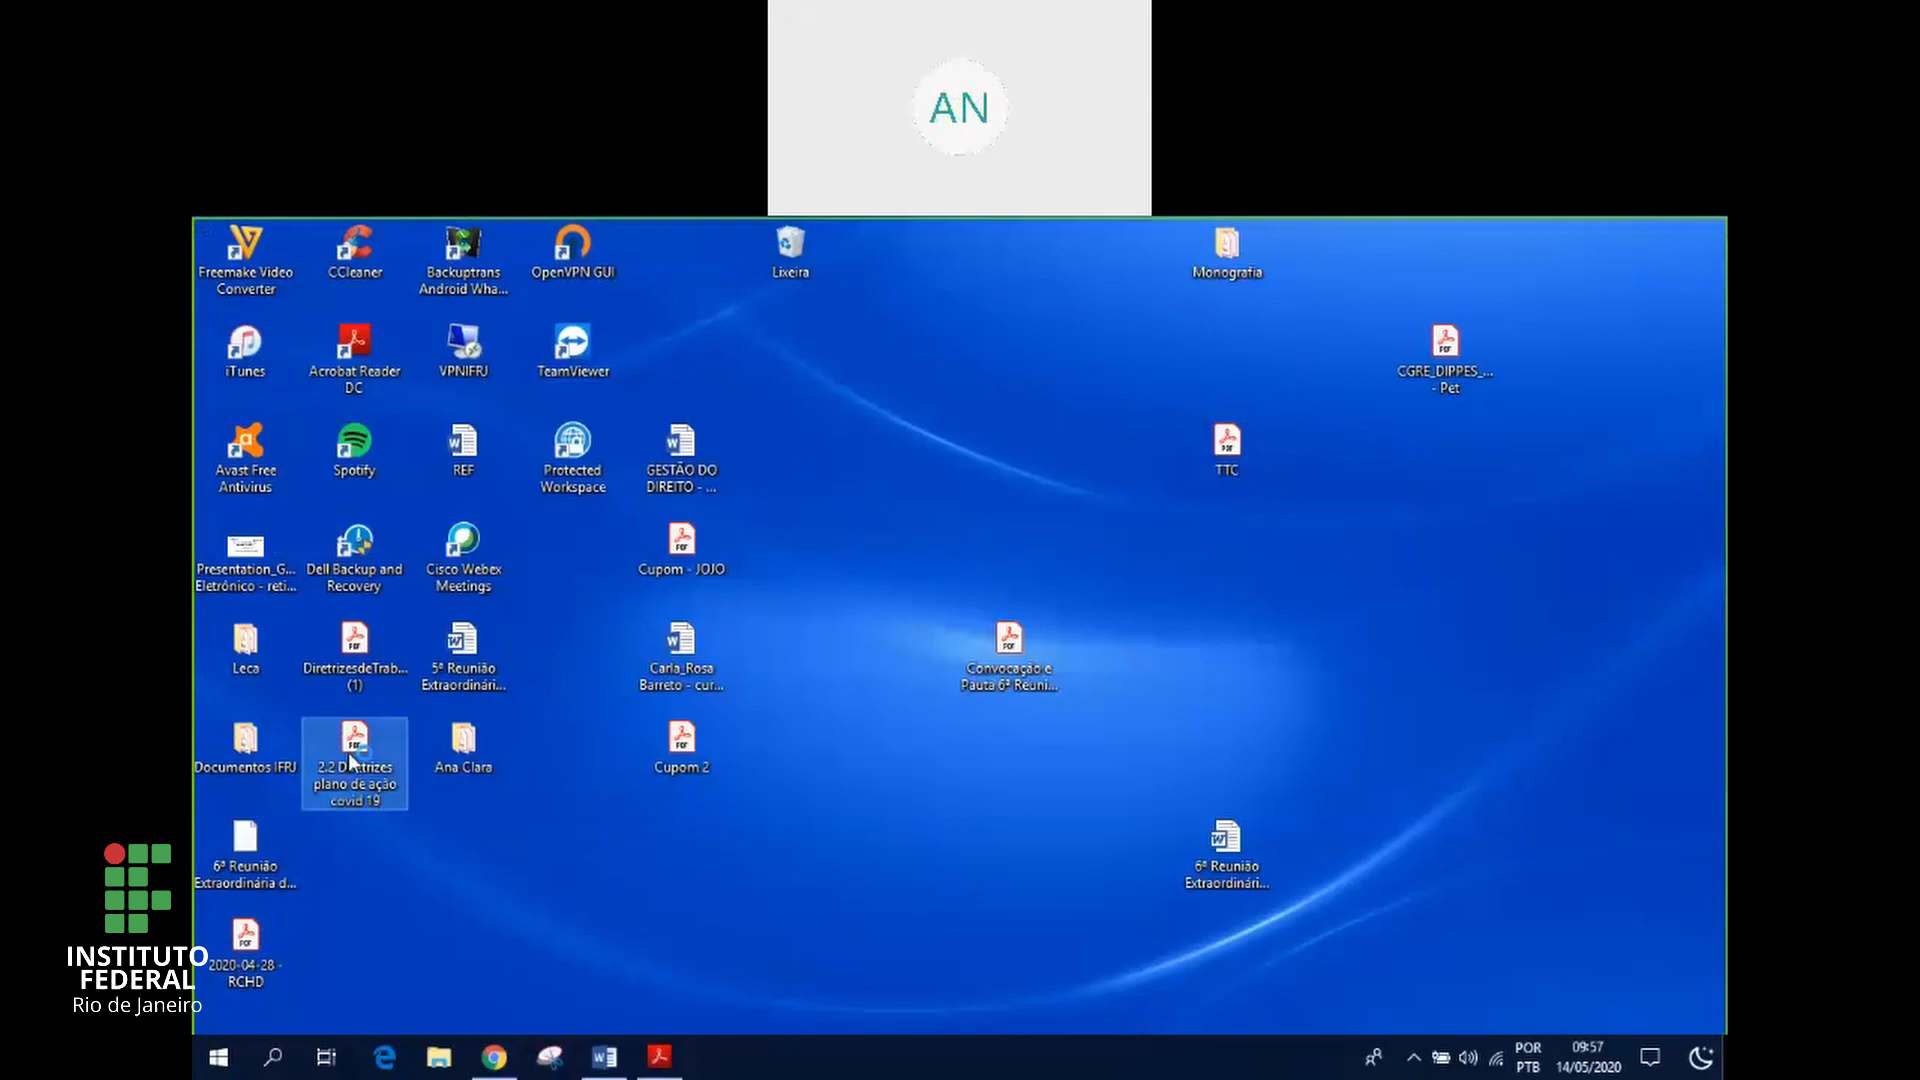 AN
Freemake Video
Converter
CCleaner
Backuptrans
Android Wha...
OpenVPN GUI
Lixeira
Monografia
iTunes
Acrobat Reader
DC
VPNIFRJ
TeamViewer
CGRE_DIPPES_...
- Pet
Avast Free
Antivirus
Spotify
REF
Protected
Workspace
GESTÃO DO
DIREITO - ...
TTC
Presentation_G...
Eletrônico - reti...
Dell Backup and
Recovery
Cisco Webex
Meetings
Cupom - JOJO
Leca
DiretrizesdeTrab...
(1)
5ª Reunião
Extraordinári...
Carla_Rosa
Barreto - cur...
Convocação e
Pauta 6ª Reuni...
Documentos IFRJ
2.2 Diretrizes
plano de ação
covid 19
Ana Clara
Cupom 2
6ª Reunião
Extraordinária d...
6ª Reunião
Extraordinári...
2020-04-28 -
RCHD
INSTITUTO
FEDERAL
Rio de Janeiro
POR
PTB
09:57
14/05/2020